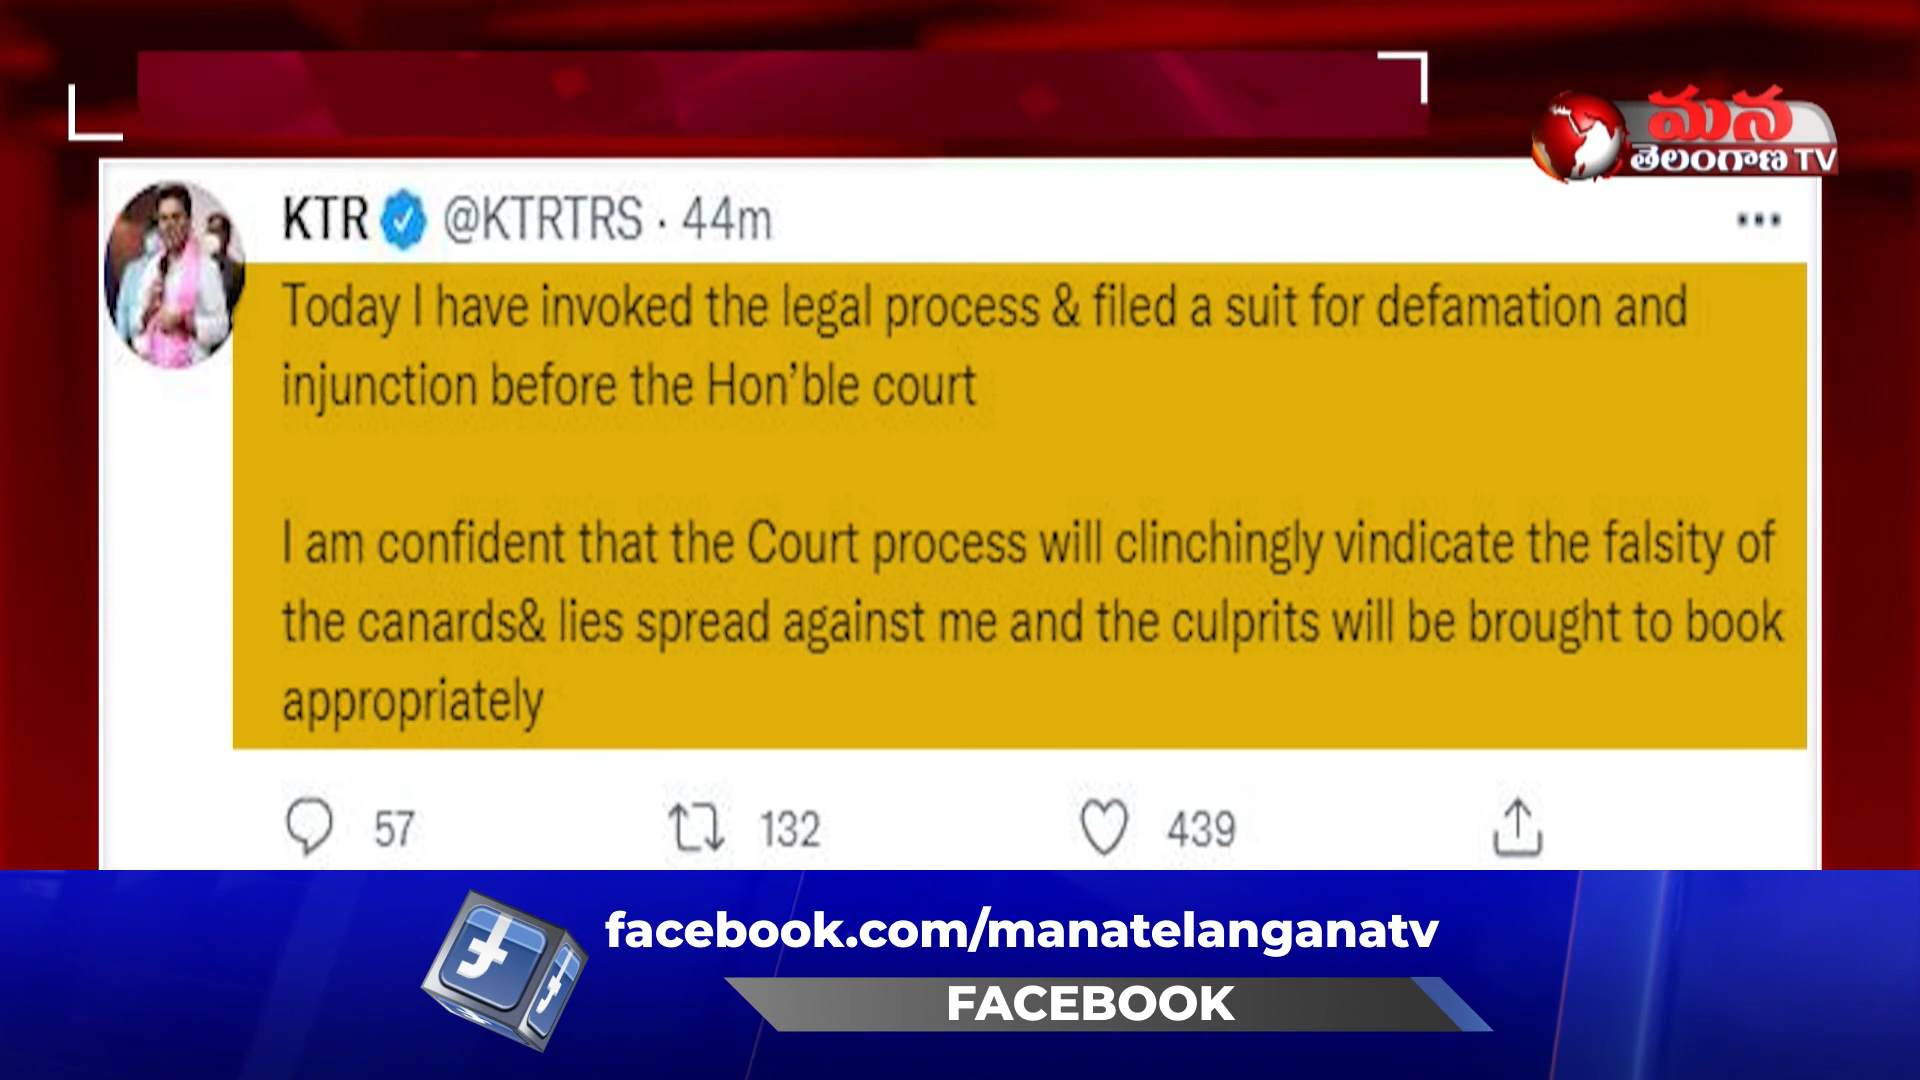 మన
తెలంగాణ TV
KTR @KTRTRS · 44m
Today I have invoked the legal process & filed a suit for defamation and
injunction before the Hon'ble court
I am confident that the Court process will clinchingly vindicate the falsity of
the canards& lies spread against me and the culprits will be brought to book
appropriately
57 132 439
facebook.com/manatelanganatv
FACEBOOK